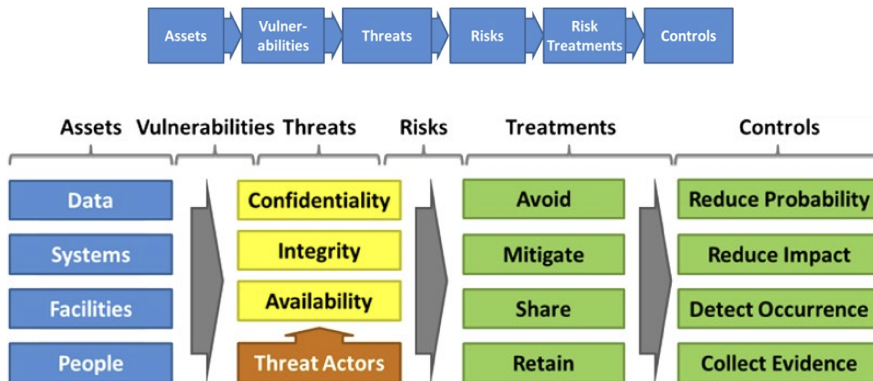 Assets
Vulner-
abilities
Threats
Risks
Risk
Treatments
Controls
Assets Vulnerabilities Threats Risks Treatments Controls
Data Confidentiality Avoid Reduce Probability
Systems Integrity Mitigate Reduce Impact
Facilities Availability Share Detect Occurrence
People Threat Actors Retain Collect Evidence